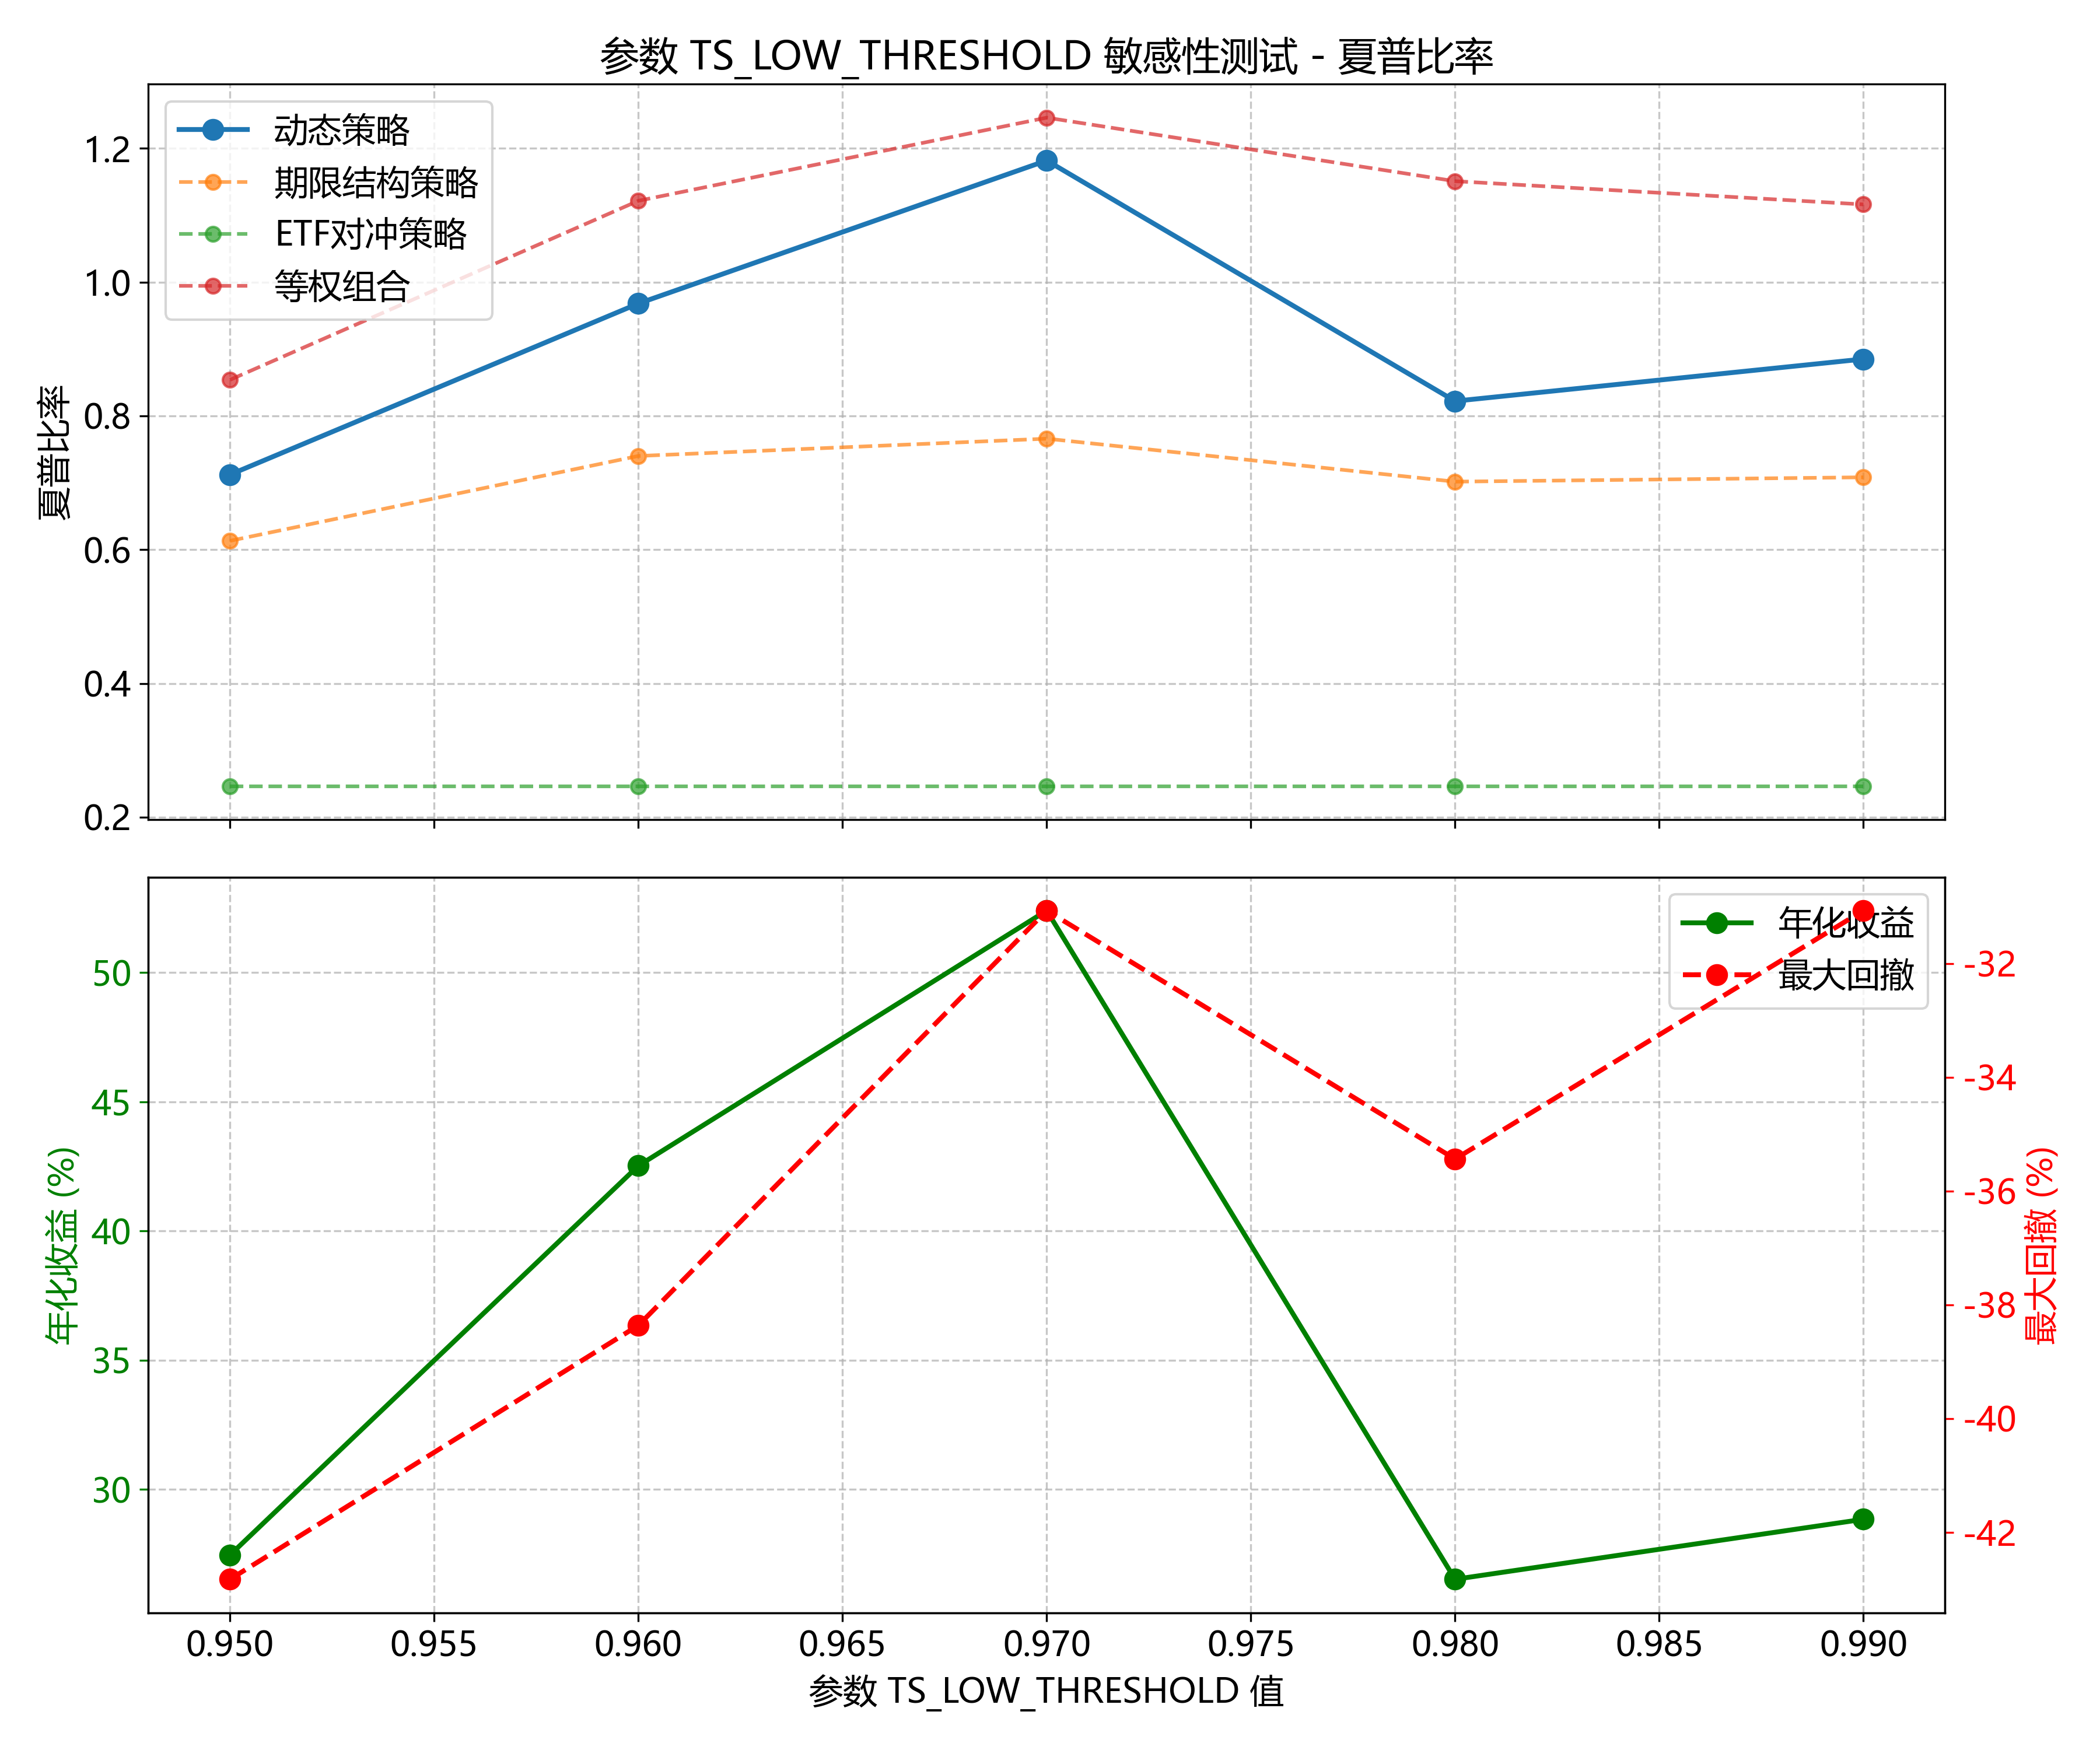 参数 TS_LOW_THRESHOLD 敏感性测试 - 夏普比率
动态策略
期限结构策略
ETF对冲策略
等权组合
夏普比率
1.2
1.0
0.8
0.6
0.4
0.2
年化收益
最大回撤
年化收益 (%)
50
45
40
35
30
-32
-34
-36
-38
-40
-42
最大回撤 (%)
0.950 0.955 0.960 0.965 0.970 0.975 0.980 0.985 0.990
参数 TS_LOW_THRESHOLD 值